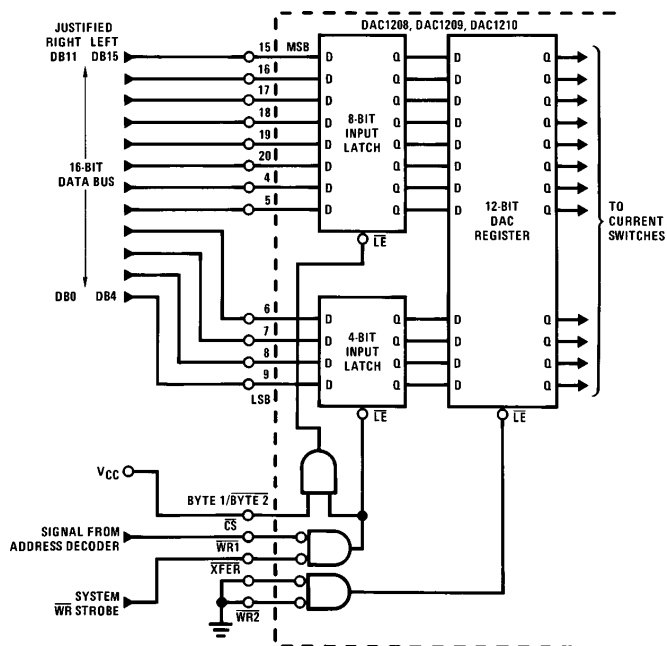 DAC1208, DAC1209, DAC1210
JUSTIFIED
RIGHT LEFT
DB11 DB15
15 MSB
16
17
18
19
20
4
5
16-BIT
DATA BUS
D Q
D Q
D Q
D Q
D Q
D Q
D Q
D Q
8-BIT
INPUT
LATCH
LE
D Q
D Q
D Q
D Q
D Q
D Q
D Q
D Q
12-BIT
DAC
REGISTER
TO
CURRENT
SWITCHES
DB0 DB4
6
7
8
9
LSB
D Q
D Q
D Q
D Q
4-BIT
INPUT
LATCH
LE
D Q
D Q
D Q
D Q
LE
VCC
BYTE 1/BYTE 2
CS
SIGNAL FROM
ADDRESS DECODER
WR1
XFER
SYSTEM
WR STROBE
WR2